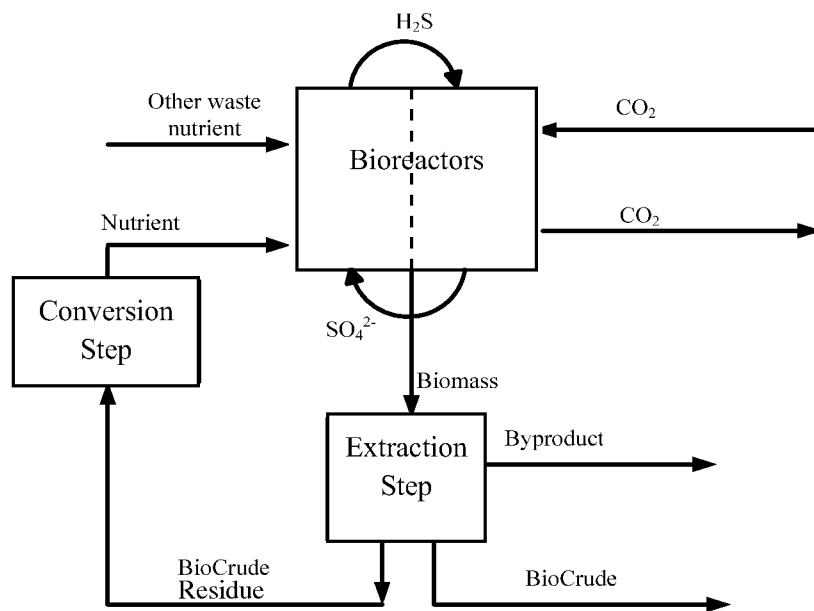 H₂S
Other waste
nutrient
CO₂
Bioreactors
CO₂
Nutrient
Conversion
Step
SO₄²⁻
Biomass
Extraction
Step
Byproduct
BioCrude
Residue
BioCrude